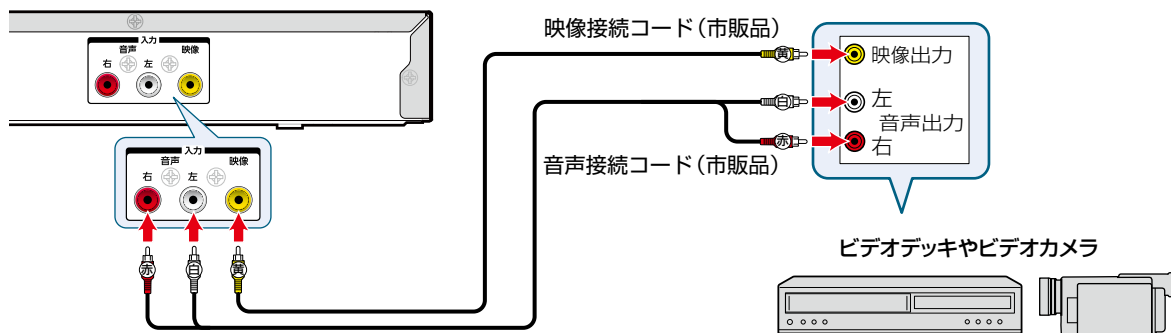 入力
音声 映像
右 左
入力
音声 映像
右 左
赤 白 黄
映像接続コード（市販品）
黄
白
赤
音声接続コード（市販品）
映像出力
左
音声出力
右
ビデオデッキやビデオカメラ